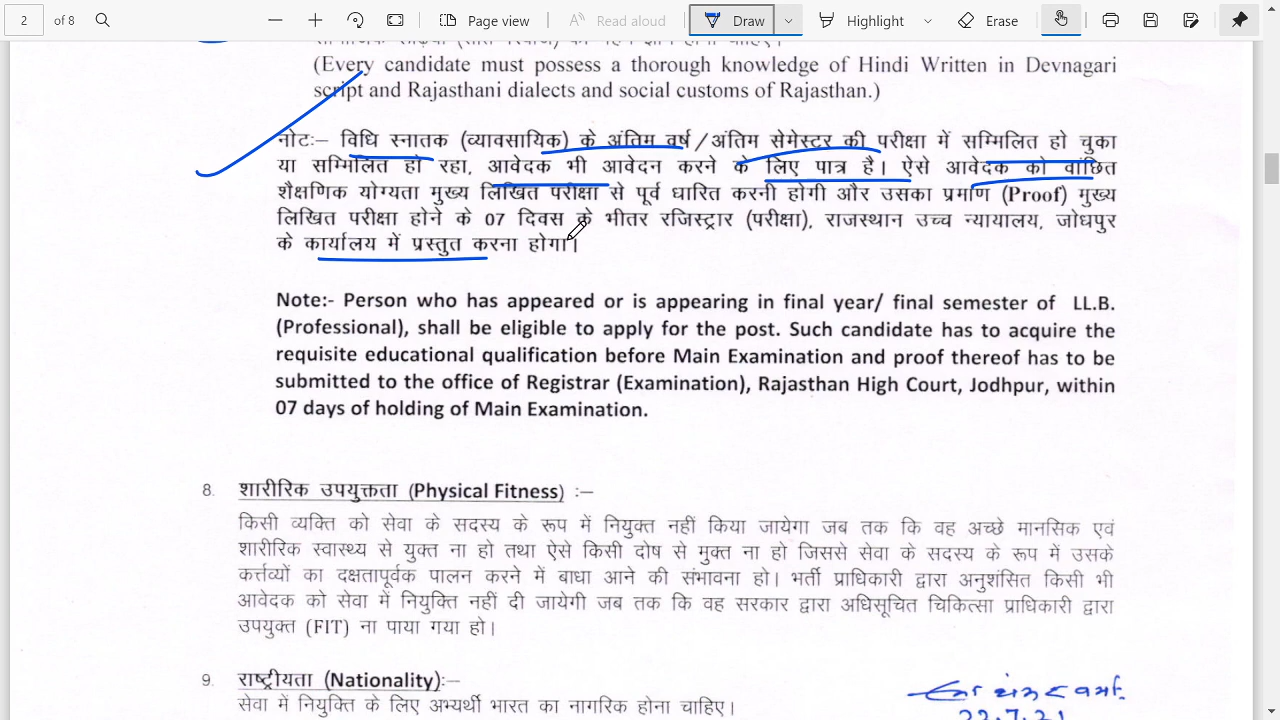 2 of 8 Page view Read aloud Draw Highlight Erase
(Every candidate must possess a thorough knowledge of Hindi Written in Devnagari
script and Rajasthani dialects and social customs of Rajasthan.)
नोटः– विधि स्नातक (व्यावसायिक) के अंतिम वर्ष/अंतिम सेमेस्टर की परीक्षा में सम्मिलित हो चुका
या सम्मिलित हो रहा, आवेदक भी आवेदन करने के लिए पात्र है। ऐसे आवेदक को वांछित
शैक्षणिक योग्यता मुख्य लिखित परीक्षा से पूर्व धारित करनी होगी और उसका प्रमाण (Proof) मुख्य
लिखित परीक्षा होने के 07 दिवस के भीतर रजिस्ट्रार (परीक्षा), राजस्थान उच्च न्यायालय, जोधपुर
के कार्यालय में प्रस्तुत करना होगा।
Note:- Person who has appeared or is appearing in final year/ final semester of LL.B.
(Professional), shall be eligible to apply for the post. Such candidate has to acquire the
requisite educational qualification before Main Examination and proof thereof has to be
submitted to the office of Registrar (Examination), Rajasthan High Court, Jodhpur, within
07 days of holding of Main Examination.
8. शारीरिक उपयुक्तता (Physical Fitness) :–
किसी व्यक्ति को सेवा के सदस्य के रूप में नियुक्त नहीं किया जायेगा जब तक कि वह अच्छे मानसिक एवं
शारीरिक स्वास्थ्य से युक्त ना हो तथा ऐसे किसी दोष से मुक्त ना हो जिससे सेवा के सदस्य के रूप में उसके
कर्त्तव्यों का दक्षतापूर्वक पालन करने में बाधा आने की संभावना हो। भर्ती प्राधिकारी द्वारा अनुशंसित किसी भी
आवेदक को सेवा में नियुक्ति नहीं दी जायेगी जब तक कि वह सरकार द्वारा अधिसूचित चिकित्सा प्राधिकारी द्वारा
उपयुक्त (FIT) ना पाया गया हो।
9. राष्ट्रीयता (Nationality):–
सेवा में नियुक्ति के लिए अभ्यर्थी भारत का नागरिक होना चाहिए।
22.7.21